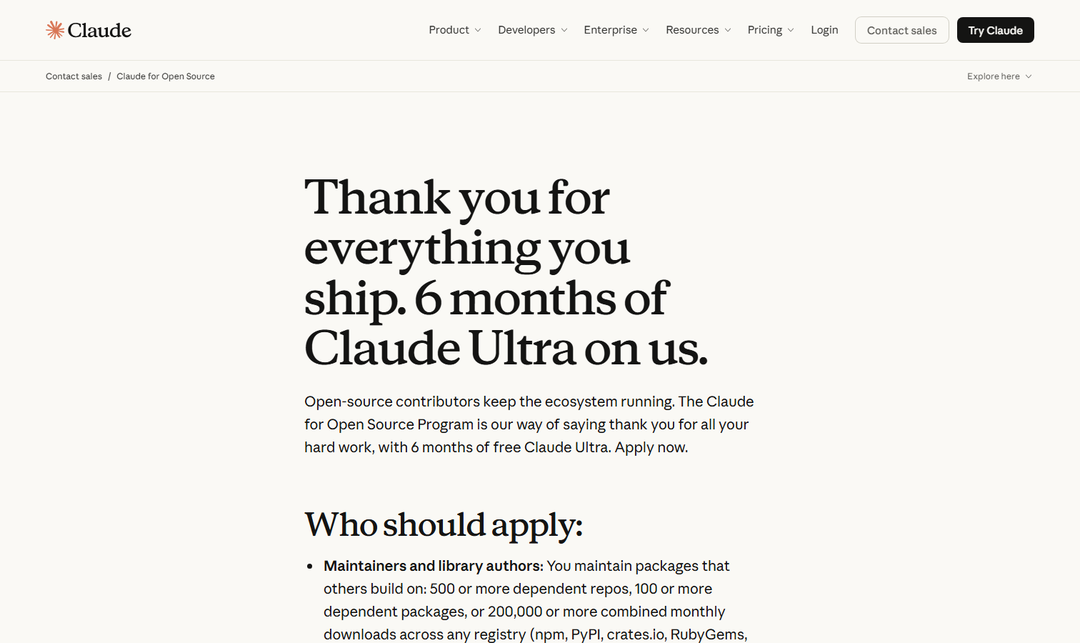 Claude
Product
Developers
Enterprise
Resources
Pricing
Login
Contact sales
Try Claude
Contact sales / Claude for Open Source
Explore here
Thank you for
everything you
ship. 6 months of
Claude Ultra on us.
Open-source contributors keep the ecosystem running. The Claude
for Open Source Program is our way of saying thank you for all your
hard work, with 6 months of free Claude Ultra. Apply now.
Who should apply:
• Maintainers and library authors: You maintain packages that
others build on: 500 or more dependent repos, 100 or more
dependent packages, or 200,000 or more combined monthly
downloads across any registry (npm, PyPI, crates.io, RubyGems,